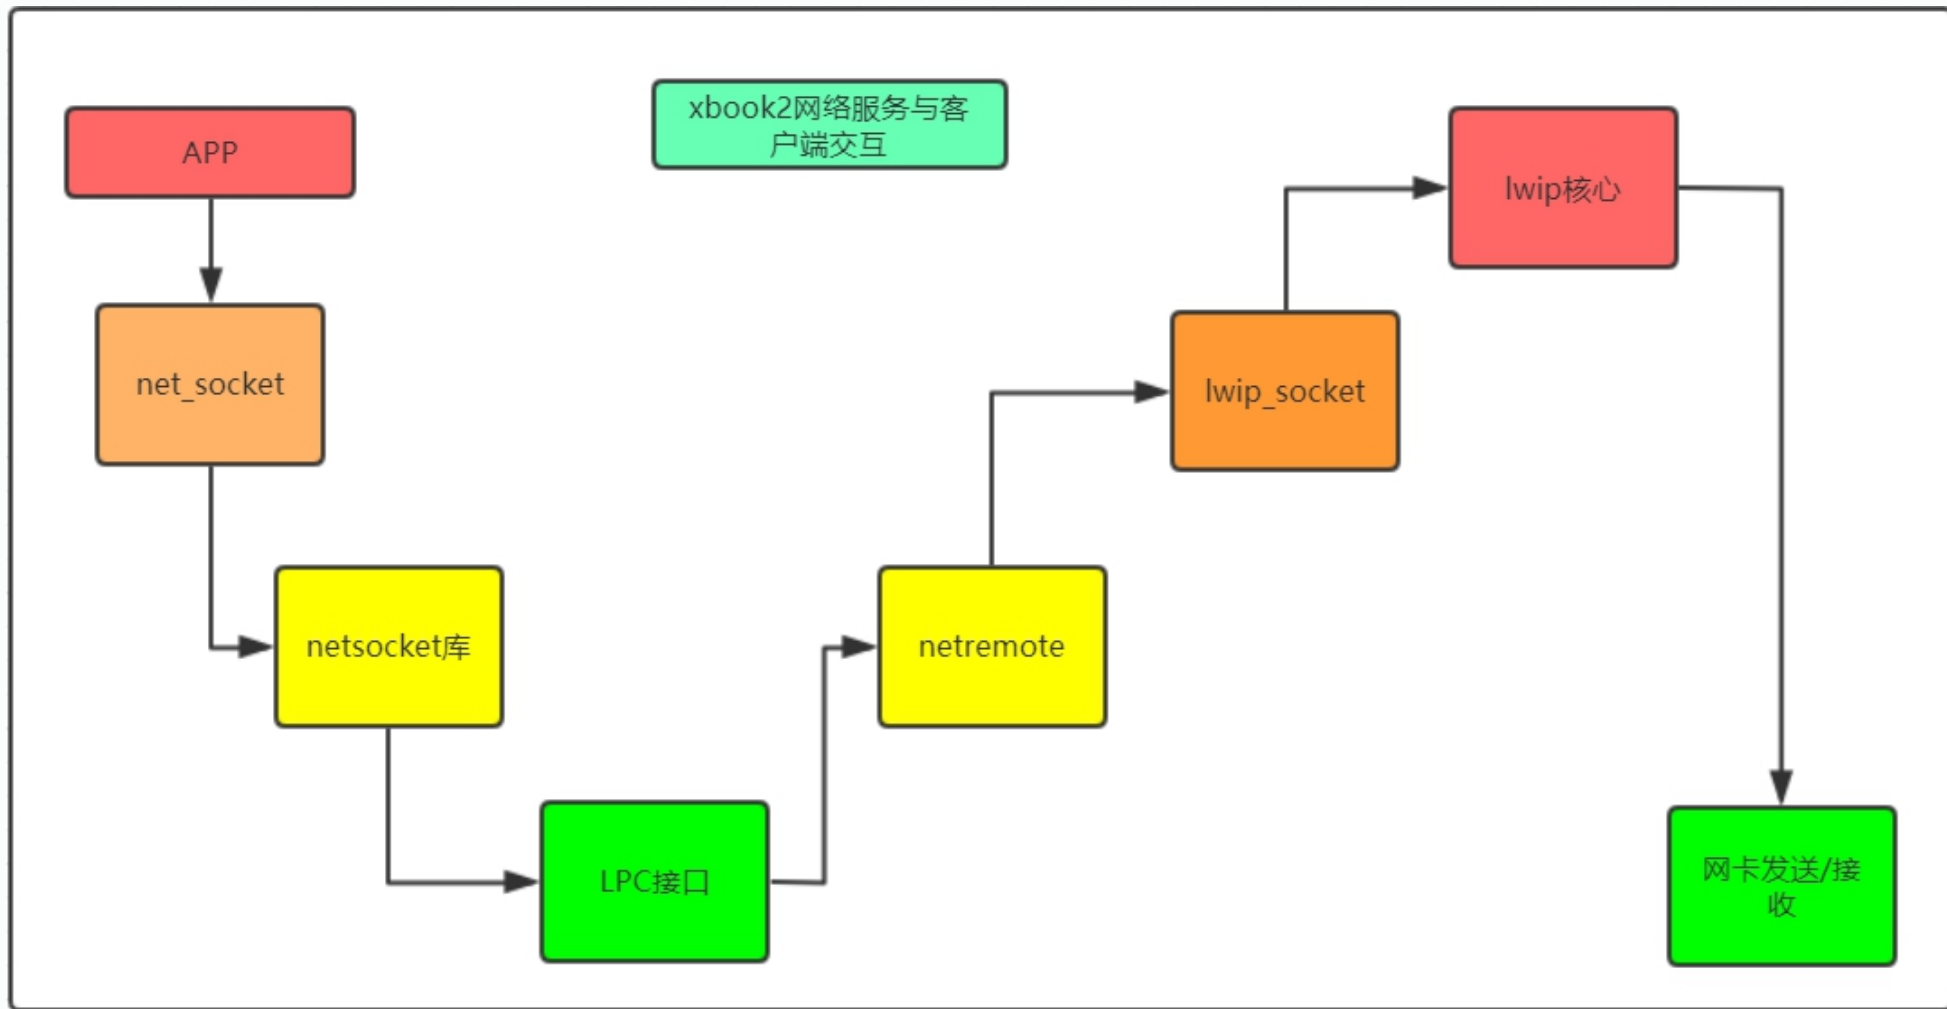 xbook2网络服务与客
户端交互
APP
net_socket
netsocket库
LPC接口
netremote
lwip_socket
lwip核心
网卡发送/接
收